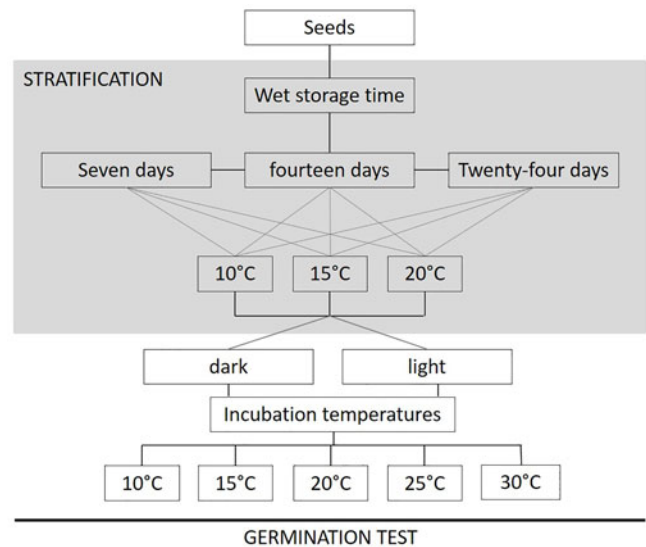 Seeds
STRATIFICATION
Wet storage time
Seven days
fourteen days
Twenty-four days
10°C
15°C
20°C
dark
light
Incubation temperatures
10°C
15°C
20°C
25°C
30°C
GERMINATION TEST